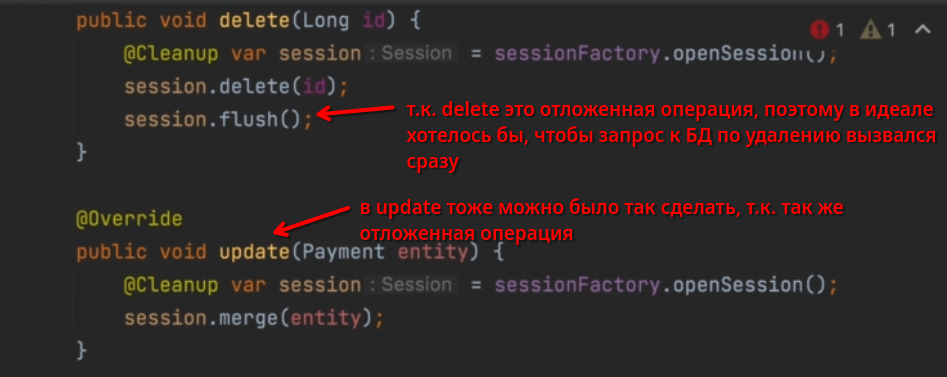 public void delete(Long id) {
1 1
@Cleanup var session : Session = sessionFactory.openSession();
session.delete(id);
session.flush();
т.к. delete это отложенная операция, поэтому в идеале
хотелось бы, чтобы запрос к БД по удалению вызвался
сразу
}
в update тоже можно было так сделать, т.к. так же
отложенная операция
@Override
public void update(Payment entity) {
@Cleanup var session : Session = sessionFactory.openSession();
session.merge(entity);
}